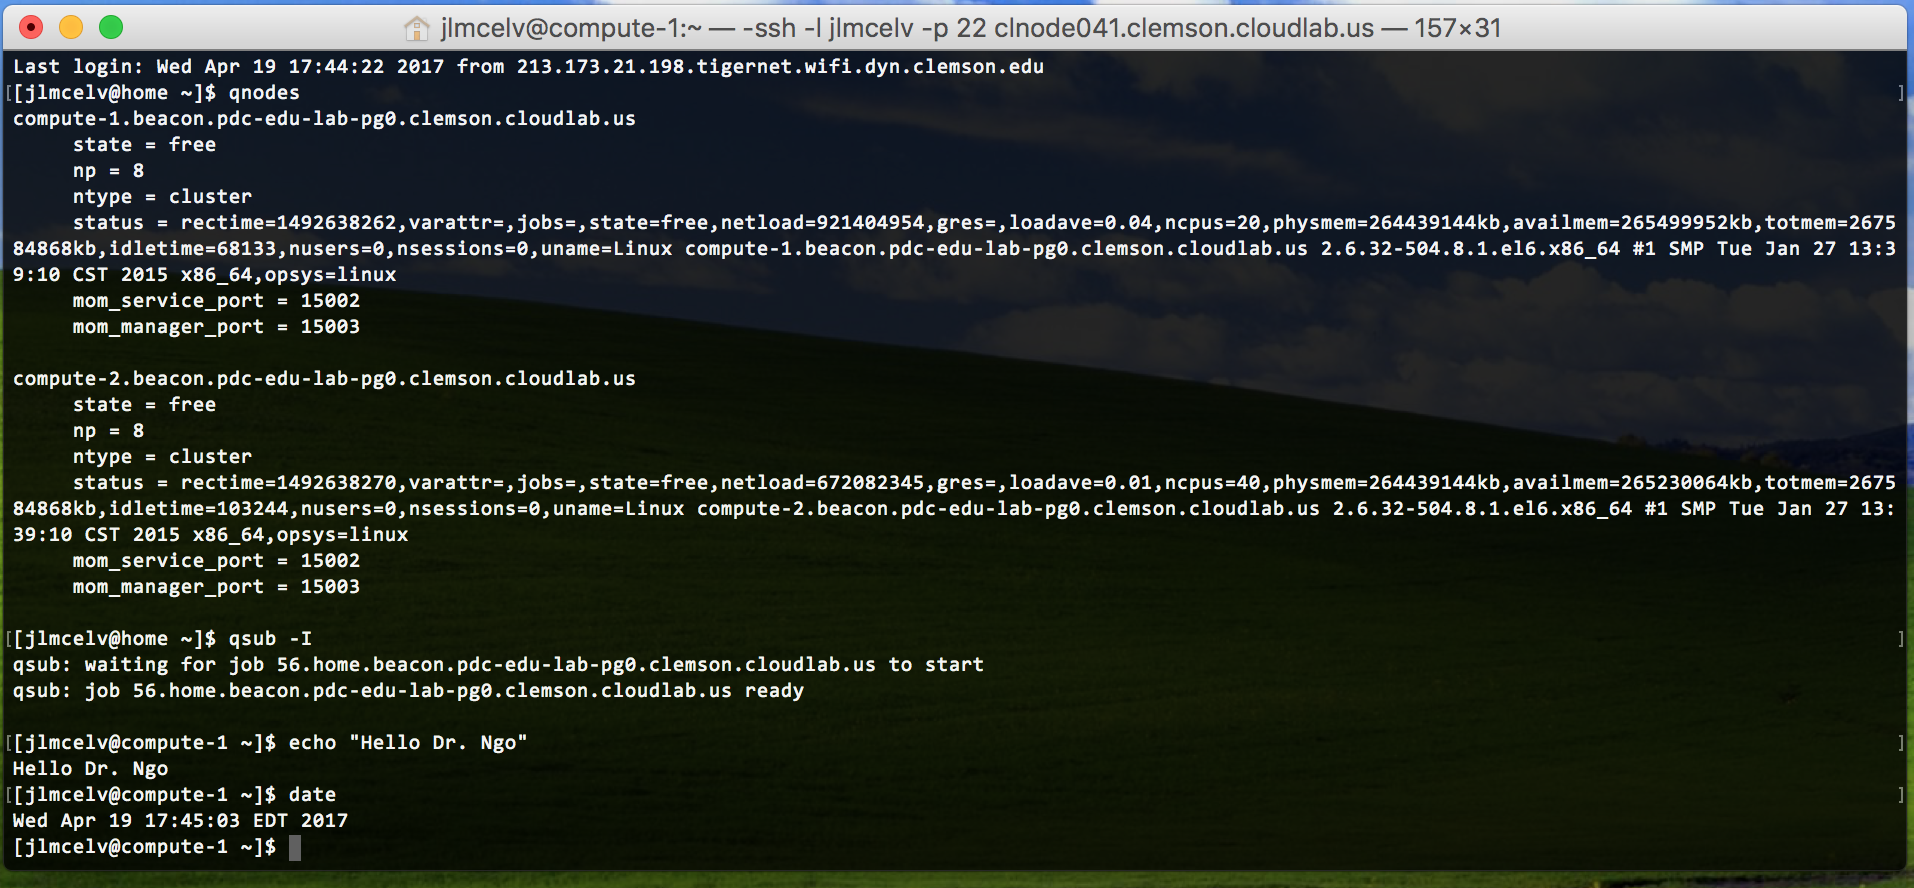 jlmcelv@compute-1:~ — -ssh -l jlmcelv -p 22 clnode041.clemson.cloudlab.us — 157×31
Last login: Wed Apr 19 17:44:22 2017 from 213.173.21.198.tigernet.wifi.dyn.clemson.edu
[[jlmcelv@home ~]$ qnodes ]
compute-1.beacon.pdc-edu-lab-pg0.clemson.cloudlab.us
     state = free
     np = 8
     ntype = cluster
     status = rectime=1492638262,varattr=,jobs=,state=free,netload=921404954,gres=,loadave=0.04,ncpus=20,physmem=264439144kb,availmem=265499952kb,totmem=2675
84868kb,idletime=68133,nusers=0,nsessions=0,uname=Linux compute-1.beacon.pdc-edu-lab-pg0.clemson.cloudlab.us 2.6.32-504.8.1.el6.x86_64 #1 SMP Tue Jan 27 13:3
9:10 CST 2015 x86_64,opsys=linux
     mom_service_port = 15002
     mom_manager_port = 15003
compute-2.beacon.pdc-edu-lab-pg0.clemson.cloudlab.us
     state = free
     np = 8
     ntype = cluster
     status = rectime=1492638270,varattr=,jobs=,state=free,netload=672082345,gres=,loadave=0.01,ncpus=40,physmem=264439144kb,availmem=265230064kb,totmem=2675
84868kb,idletime=103244,nusers=0,nsessions=0,uname=Linux compute-2.beacon.pdc-edu-lab-pg0.clemson.cloudlab.us 2.6.32-504.8.1.el6.x86_64 #1 SMP Tue Jan 27 13:
39:10 CST 2015 x86_64,opsys=linux
     mom_service_port = 15002
     mom_manager_port = 15003
[[jlmcelv@home ~]$ qsub -I ]
qsub: waiting for job 56.home.beacon.pdc-edu-lab-pg0.clemson.cloudlab.us to start
qsub: job 56.home.beacon.pdc-edu-lab-pg0.clemson.cloudlab.us ready
[[jlmcelv@compute-1 ~]$ echo "Hello Dr. Ngo" ]
Hello Dr. Ngo
[[jlmcelv@compute-1 ~]$ date ]
Wed Apr 19 17:45:03 EDT 2017
[jlmcelv@compute-1 ~]$